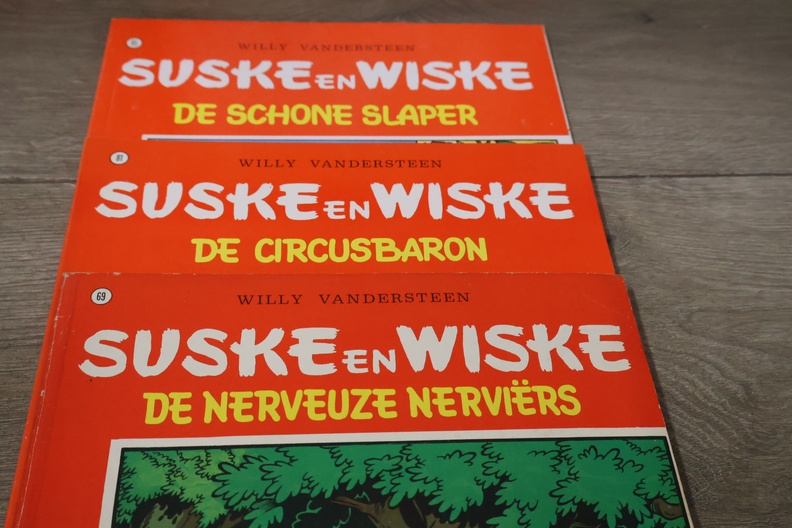 WILLY VANDERSTEEN
SUSKE EN WISKE
DE SCHONE SLAPER
81
WILLY VANDERSTEEN
SUSKE EN WISKE
DE CIRCUSBARON
69
WILLY VANDERSTEEN
SUSKE EN WISKE
DE NERVEUZE NERVIËRS